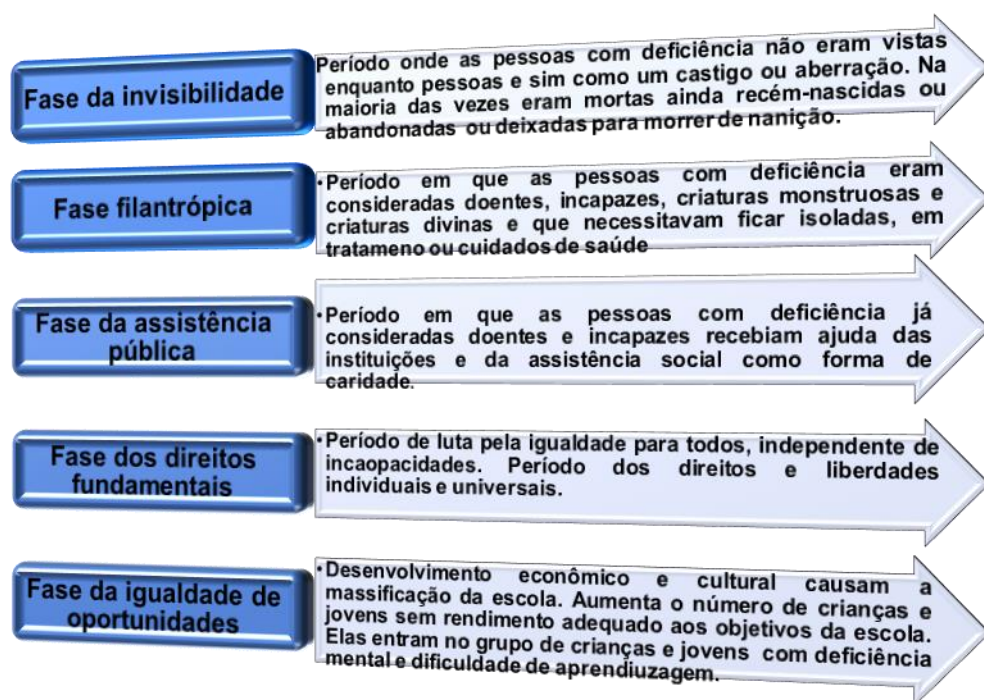 Fase da invisibilidade
Período onde as pessoas com deficiência não eram vistas
enquanto pessoas e sim como um castigo ou aberração. Na
maioria das vezes eram mortas ainda recém-nascidas ou
abandonadas ou deixadas para morrer de nanição.
Fase filantrópica
•Período em que as pessoas com deficiência eram
consideradas doentes, incapazes, criaturas monstruosas e
criaturas divinas e que necessitavam ficar isoladas, em
tratameno ou cuidados de saúde
Fase da assistência
pública
•Período em que as pessoas com deficiência já
consideradas doentes e incapazes recebiam ajuda das
instituições e da assistência social como forma de
caridade.
Fase dos direitos
fundamentais
•Período de luta pela igualdade para todos, independente de
incaopacidades. Período dos direitos e liberdades
individuais e universais.
Fase da igualdade de
oportunidades
•Desenvolvimento econômico e cultural causam a
massificação da escola. Aumenta o número de crianças e
jovens sem rendimento adequado aos objetivos da escola.
Elas entram no grupo de crianças e jovens com deficiência
mental e dificuldade de aprendiuzagem.